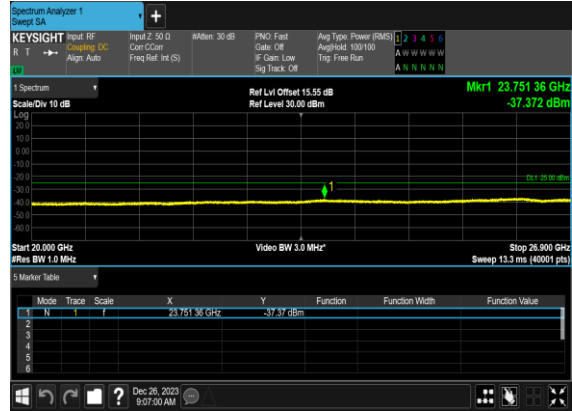 Spectrum Analyzer 1
Swept SA
+
KEYSIGHT
R T
LW
Input: RF
Coupling: DC
Align: Auto
Input Z: 50 Ω
Corr CCorr
Freq Ref: Int (S)
#Atten: 30 dB
PNO: Fast
Gate: Off
IF Gain: Low
Sig Track: Off
Avg Type: Power (RMS)
Avg|Hold: 100/100
Trig: Free Run
1 2 3 4 5 6
A W W W W W
A N N N N N
1 Spectrum
Scale/Div 10 dB
Ref Lvl Offset 15.55 dB
Ref Level 30.00 dBm
Mkr1 23.751 36 GHz
-37.372 dBm
Log
20.0
10.0
0.00
-10.0
-20.0
-30.0
-40.0
-50.0
-60.0
1
DL1 -25.00 dBm
Start 20.000 GHz
#Res BW 1.0 MHz
Video BW 3.0 MHz*
Stop 26.900 GHz
Sweep 13.3 ms (40001 pts)
5 Marker Table
Mode Trace Scale X Y Function Function Width Function Value
1 N 1 f 23.751 36 GHz -37.37 dBm
2
3
4
5
6
?
Dec 26, 2023
9:07:00 AM